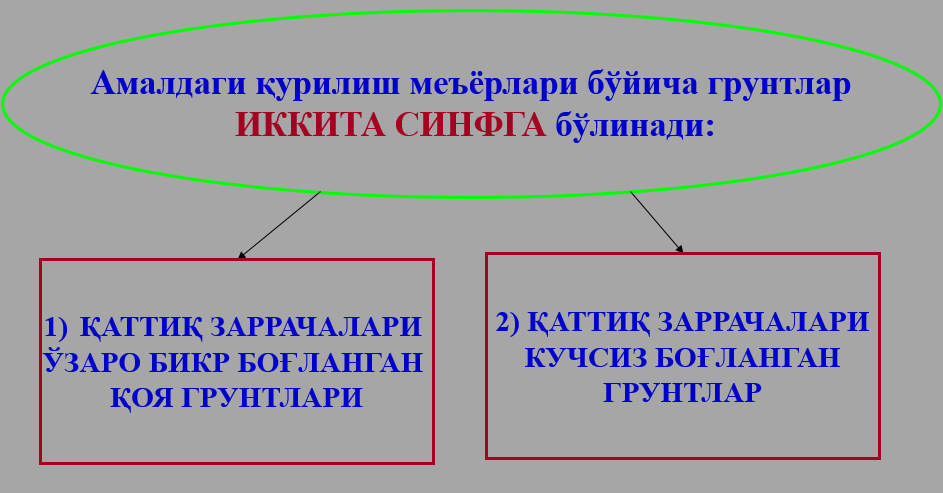 Амалдаги қурилиш меъёрлари бўйича грунтлар
ИККИТА СИНФГА бўлинади:
1) ҚАТТИҚ ЗАРРАЧАЛАРИ
ЎЗАРО БИКР БОҒЛАНГАН
ҚОЯ ГРУНТЛАРИ
2) ҚАТТИҚ ЗАРРАЧАЛАРИ
КУЧСИЗ БОҒЛАНГАН
ГРУНТЛАР